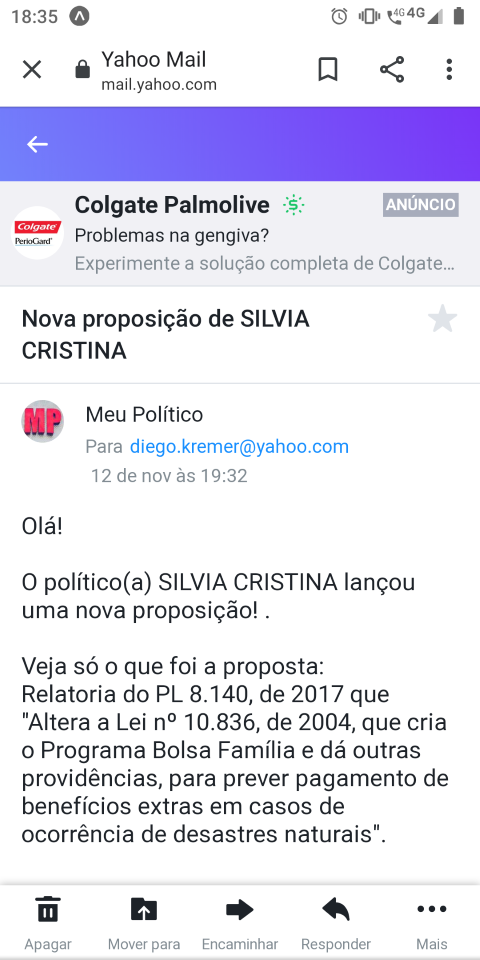 18:35
4G 4G
Yahoo Mail
mail.yahoo.com
Colgate Palmolive
ANÚNCIO
Colgate
PerioGard
Problemas na gengiva?
Experimente a solução completa de Colgate...
Nova proposição de SILVIA
CRISTINA
MP
Meu Político
Para diego.kremer@yahoo.com
12 de nov às 19:32
Olá!
O político(a) SILVIA CRISTINA lançou
uma nova proposição! .
Veja só o que foi a proposta:
Relatoria do PL 8.140, de 2017 que
"Altera a Lei nº 10.836, de 2004, que cria
o Programa Bolsa Família e dá outras
providências, para prever pagamento de
benefícios extras em casos de
ocorrência de desastres naturais".
Apagar
Mover para
Encaminhar
Responder
Mais